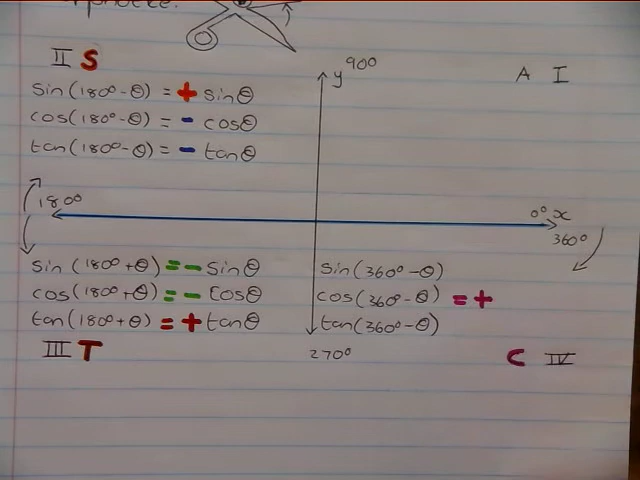 II S
sin(180°-θ) = + sinθ
cos(180°-θ) = - cosθ
tan(180°-θ) = - tanθ
y 90°
A I
180°
0° x
360°
sin(180°+θ) = - sinθ
cos(180°+θ) = - cosθ
tan(180°+θ) = + tanθ
III T
sin(360°-θ)
cos(360°-θ) = +
tan(360°-θ)
270°
C IV